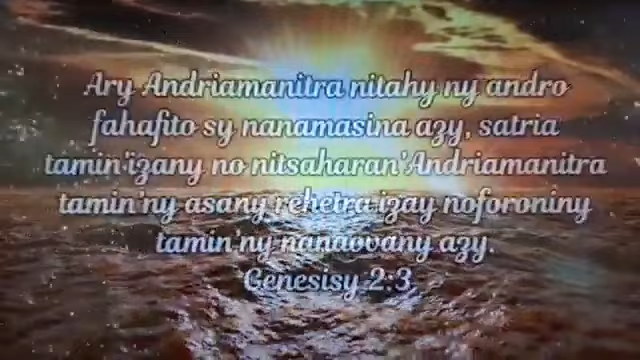 Ary Andriamanitra nitahy ny andro
fahafito sy nanamasina azy, satria
tamin'izany no nitsaharan'Andriamanitra
tamin'ny asany rehetra izay noforoniny
tamin'ny nanaovany azy.
Genesisy 2:3